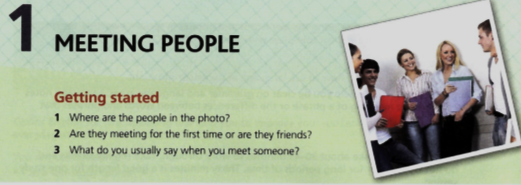 1 MEETING PEOPLE
Getting started
1 Where are the people in the photo?
2 Are they meeting for the first time or are they friends?
3 What do you usually say when you meet someone?